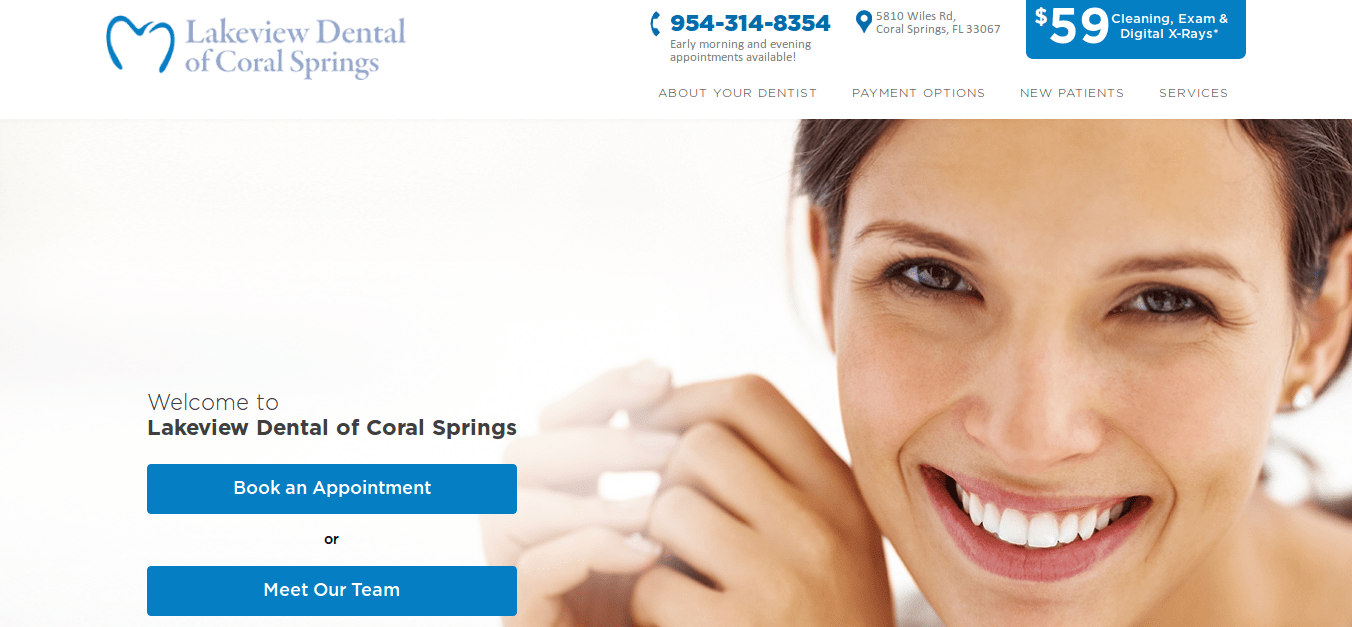 Lakeview Dental
of Coral Springs
954-314-8354
Early morning and evening
appointments available!
5810 Wiles Rd,
Coral Springs, FL 33067
$59 Cleaning, Exam &
Digital X-Rays*
ABOUT YOUR DENTIST PAYMENT OPTIONS NEW PATIENTS SERVICES
Welcome to
Lakeview Dental of Coral Springs
Book an Appointment
or
Meet Our Team